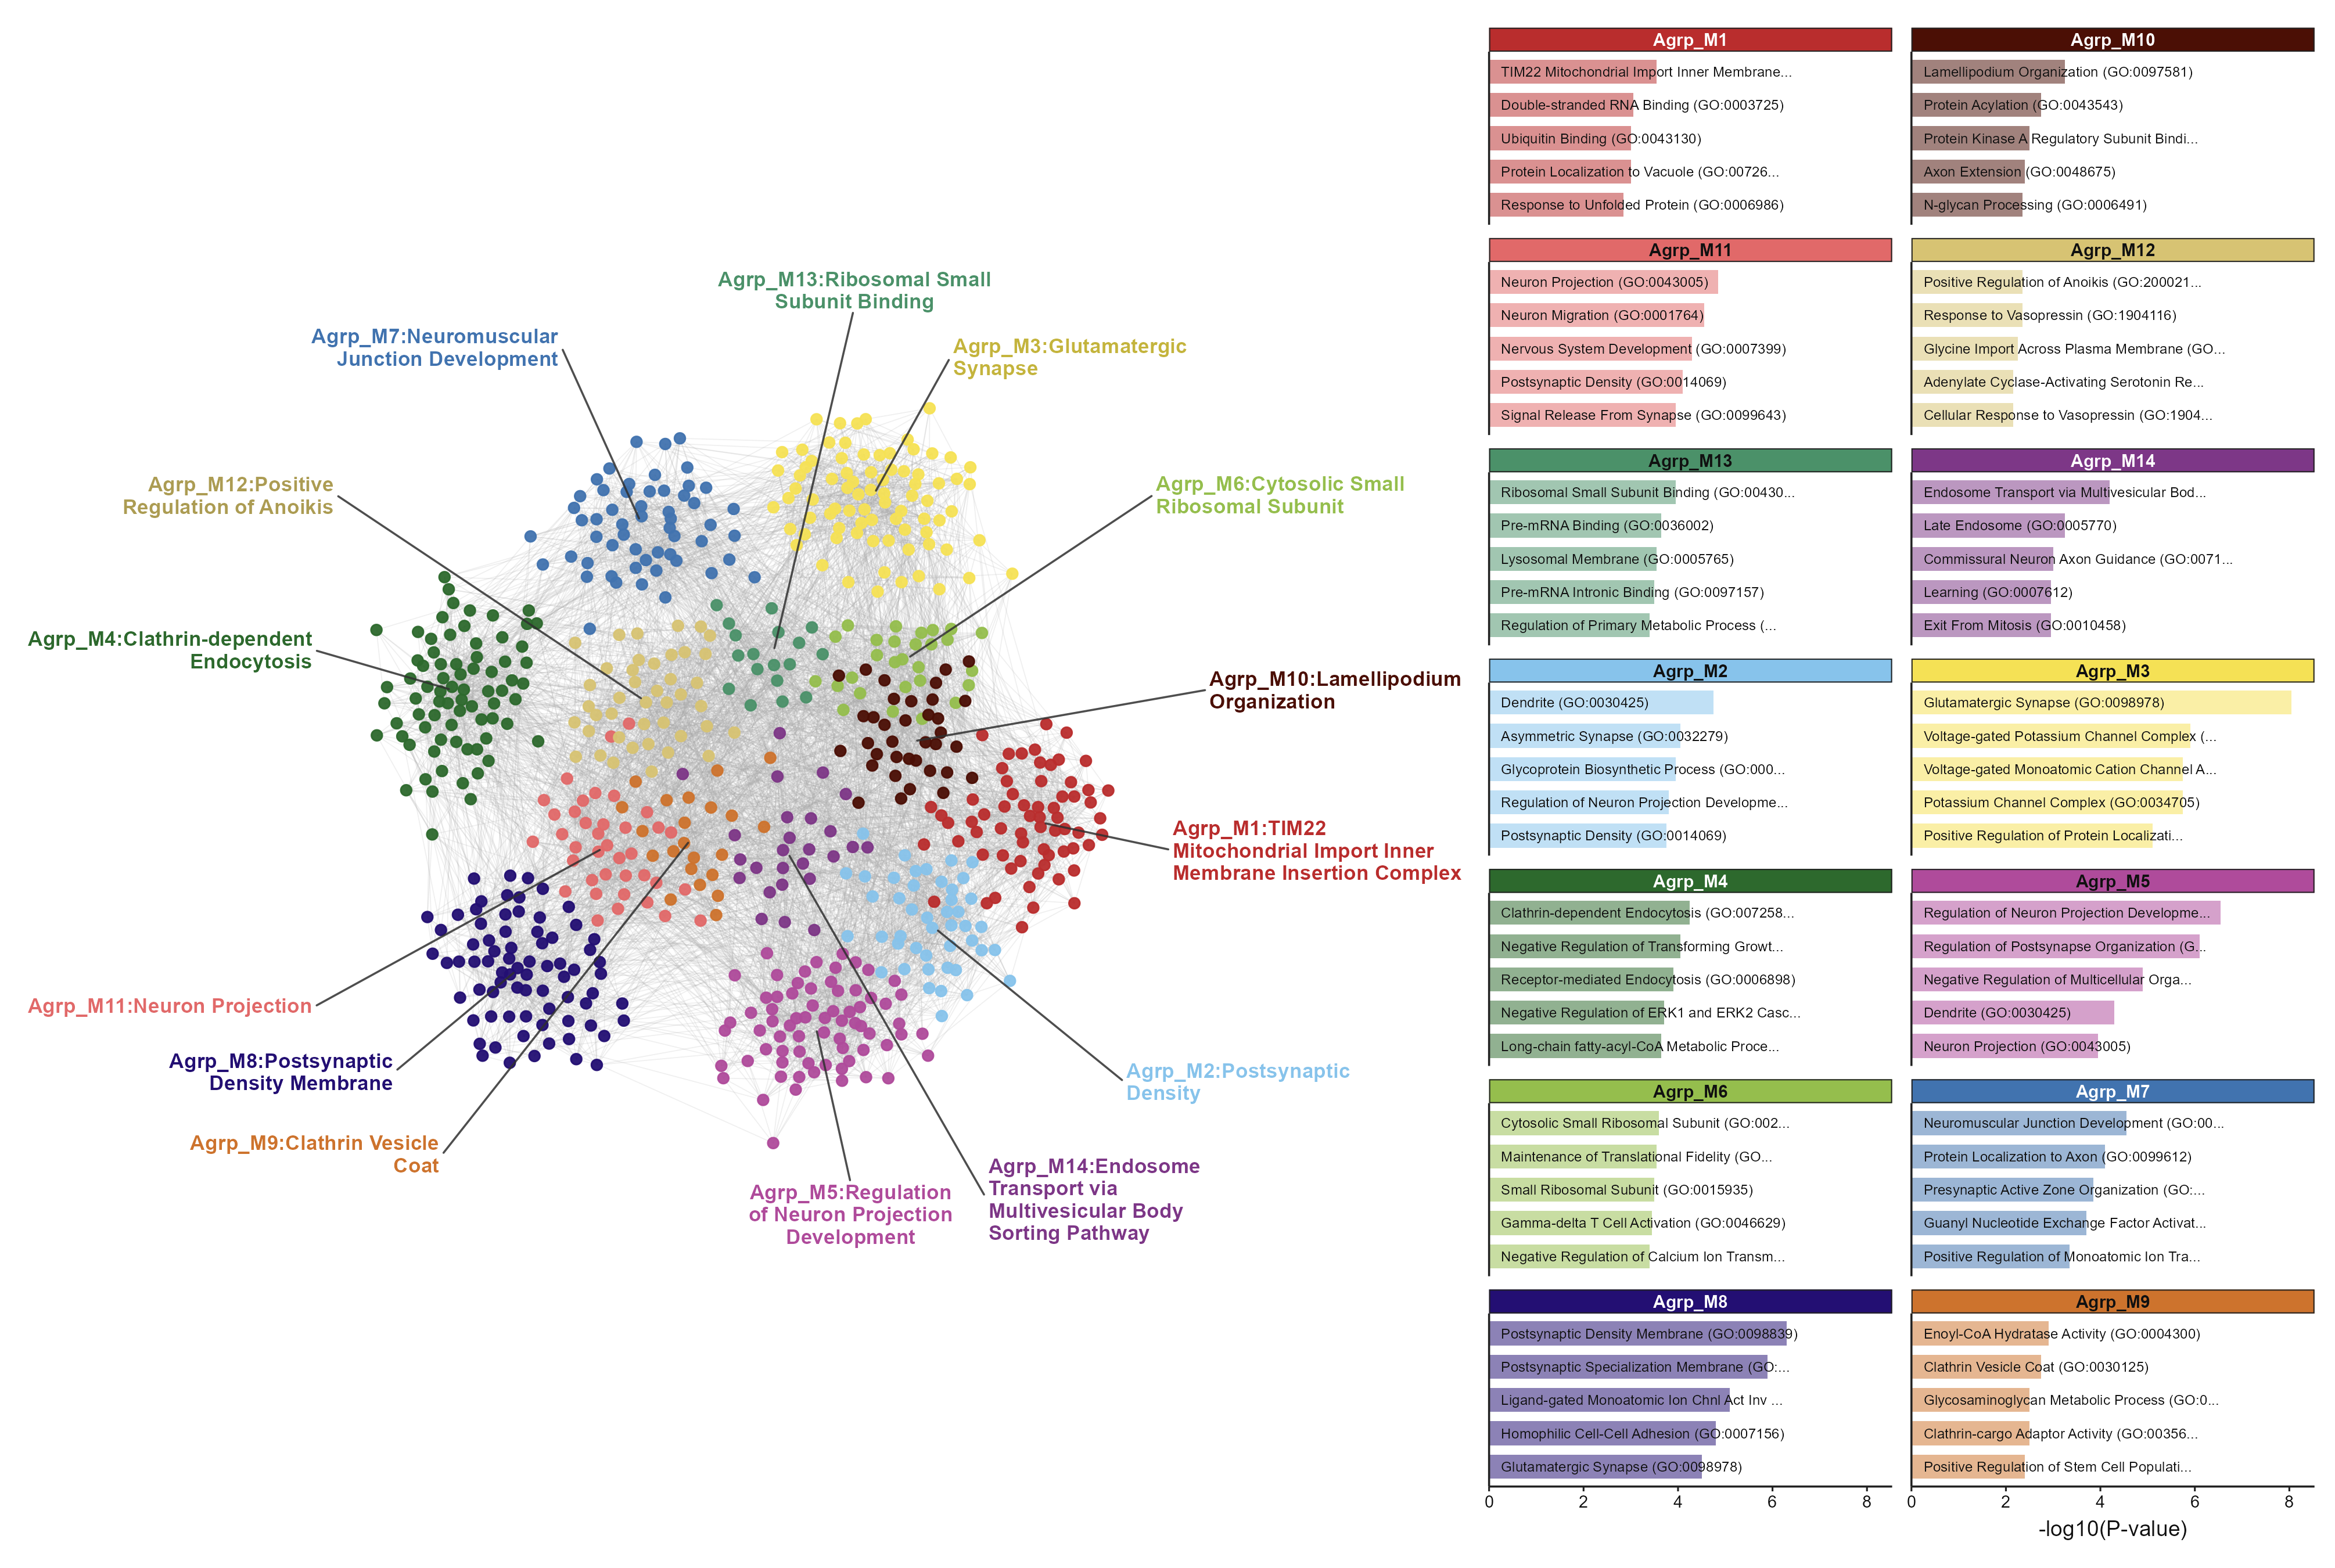 Agrp_M13:Ribosomal Small
Subunit Binding
Agrp_M7:Neuromuscular
Junction Development
Agrp_M3:Glutamatergic
Synapse
Agrp_M12:Positive
Regulation of Anoikis
Agrp_M6:Cytosolic Small
Ribosomal Subunit
Agrp_M4:Clathrin-dependent
Endocytosis
Agrp_M10:Lamellipodium
Organization
Agrp_M1:TIM22
Mitochondrial Import Inner
Membrane Insertion Complex
Agrp_M11:Neuron Projection
Agrp_M8:Postsynaptic
Density Membrane
Agrp_M2:Postsynaptic
Density
Agrp_M9:Clathrin Vesicle
Coat
Agrp_M14:Endosome
Transport via
Multivesicular Body
Sorting Pathway
Agrp_M5:Regulation
of Neuron Projection
Development
Agrp_M1
TIM22 Mitochondrial Import Inner Membrane...
Double-stranded RNA Binding (GO:0003725)
Ubiquitin Binding (GO:0043130)
Protein Localization to Vacuole (GO:00726...
Response to Unfolded Protein (GO:0006986)
Agrp_M10
Lamellipodium Organization (GO:0097581)
Protein Acylation (GO:0043543)
Protein Kinase A Regulatory Subunit Bindi...
Axon Extension (GO:0048675)
N-glycan Processing (GO:0006491)
Agrp_M11
Neuron Projection (GO:0043005)
Neuron Migration (GO:0001764)
Nervous System Development (GO:0007399)
Postsynaptic Density (GO:0014069)
Signal Release From Synapse (GO:0099643)
Agrp_M12
Positive Regulation of Anoikis (GO:200021...
Response to Vasopressin (GO:1904116)
Glycine Import Across Plasma Membrane (GO...
Adenylate Cyclase-Activating Serotonin Re...
Cellular Response to Vasopressin (GO:1904...
Agrp_M13
Ribosomal Small Subunit Binding (GO:00430...
Pre-mRNA Binding (GO:0036002)
Lysosomal Membrane (GO:0005765)
Pre-mRNA Intronic Binding (GO:0097157)
Regulation of Primary Metabolic Process (...
Agrp_M14
Endosome Transport via Multivesicular Bod...
Late Endosome (GO:0005770)
Commissural Neuron Axon Guidance (GO:0071...
Learning (GO:0007612)
Exit From Mitosis (GO:0010458)
Agrp_M2
Dendrite (GO:0030425)
Asymmetric Synapse (GO:0032279)
Glycoprotein Biosynthetic Process (GO:000...
Regulation of Neuron Projection Developme...
Postsynaptic Density (GO:0014069)
Agrp_M3
Glutamatergic Synapse (GO:0098978)
Voltage-gated Potassium Channel Complex (...
Voltage-gated Monoatomic Cation Channel A...
Potassium Channel Complex (GO:0034705)
Positive Regulation of Protein Localizati...
Agrp_M4
Clathrin-dependent Endocytosis (GO:007258...
Negative Regulation of Transforming Growt...
Receptor-mediated Endocytosis (GO:0006898)
Negative Regulation of ERK1 and ERK2 Casc...
Long-chain fatty-acyl-CoA Metabolic Proce...
Agrp_M5
Regulation of Neuron Projection Developme...
Regulation of Postsynapse Organization (G...
Negative Regulation of Multicellular Orga...
Dendrite (GO:0030425)
Neuron Projection (GO:0043005)
Agrp_M6
Cytosolic Small Ribosomal Subunit (GO:002...
Maintenance of Translational Fidelity (GO...
Small Ribosomal Subunit (GO:0015935)
Gamma-delta T Cell Activation (GO:0046629)
Negative Regulation of Calcium Ion Transm...
Agrp_M7
Neuromuscular Junction Development (GO:00...
Protein Localization to Axon (GO:0099612)
Presynaptic Active Zone Organization (GO:...
Guanyl Nucleotide Exchange Factor Activat...
Positive Regulation of Monoatomic Ion Tra...
Agrp_M8
Postsynaptic Density Membrane (GO:0098839)
Postsynaptic Specialization Membrane (GO:...
Ligand-gated Monoatomic Ion Chnl Act Inv ...
Homophilic Cell-Cell Adhesion (GO:0007156)
Glutamatergic Synapse (GO:0098978)
Agrp_M9
Enoyl-CoA Hydratase Activity (GO:0004300)
Clathrin Vesicle Coat (GO:0030125)
Glycosaminoglycan Metabolic Process (GO:0...
Clathrin-cargo Adaptor Activity (GO:00356...
Positive Regulation of Stem Cell Populati...
0 2 4 6 8
0 2 4 6 8
-log10(P-value)